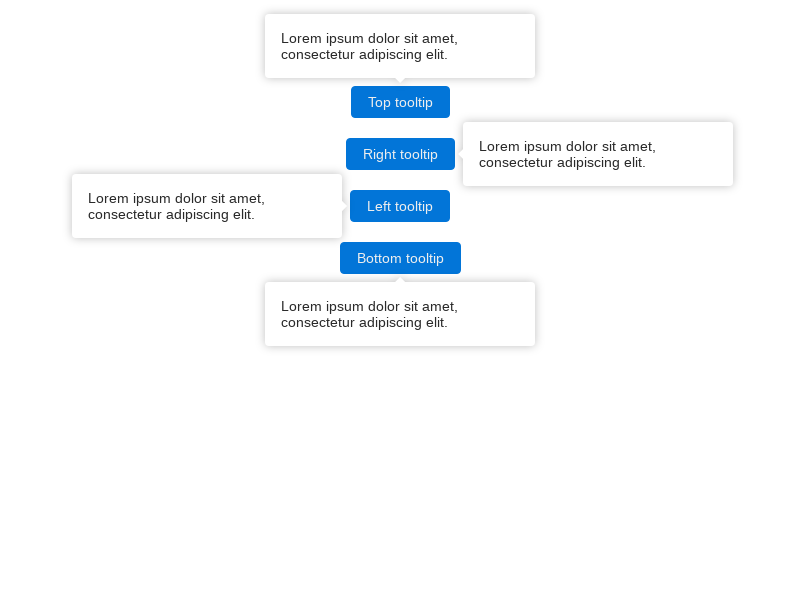 Lorem ipsum dolor sit amet,
consectetur adipiscing elit.
Top tooltip
Right tooltip
Lorem ipsum dolor sit amet,
consectetur adipiscing elit.
Lorem ipsum dolor sit amet,
consectetur adipiscing elit.
Left tooltip
Bottom tooltip
Lorem ipsum dolor sit amet,
consectetur adipiscing elit.